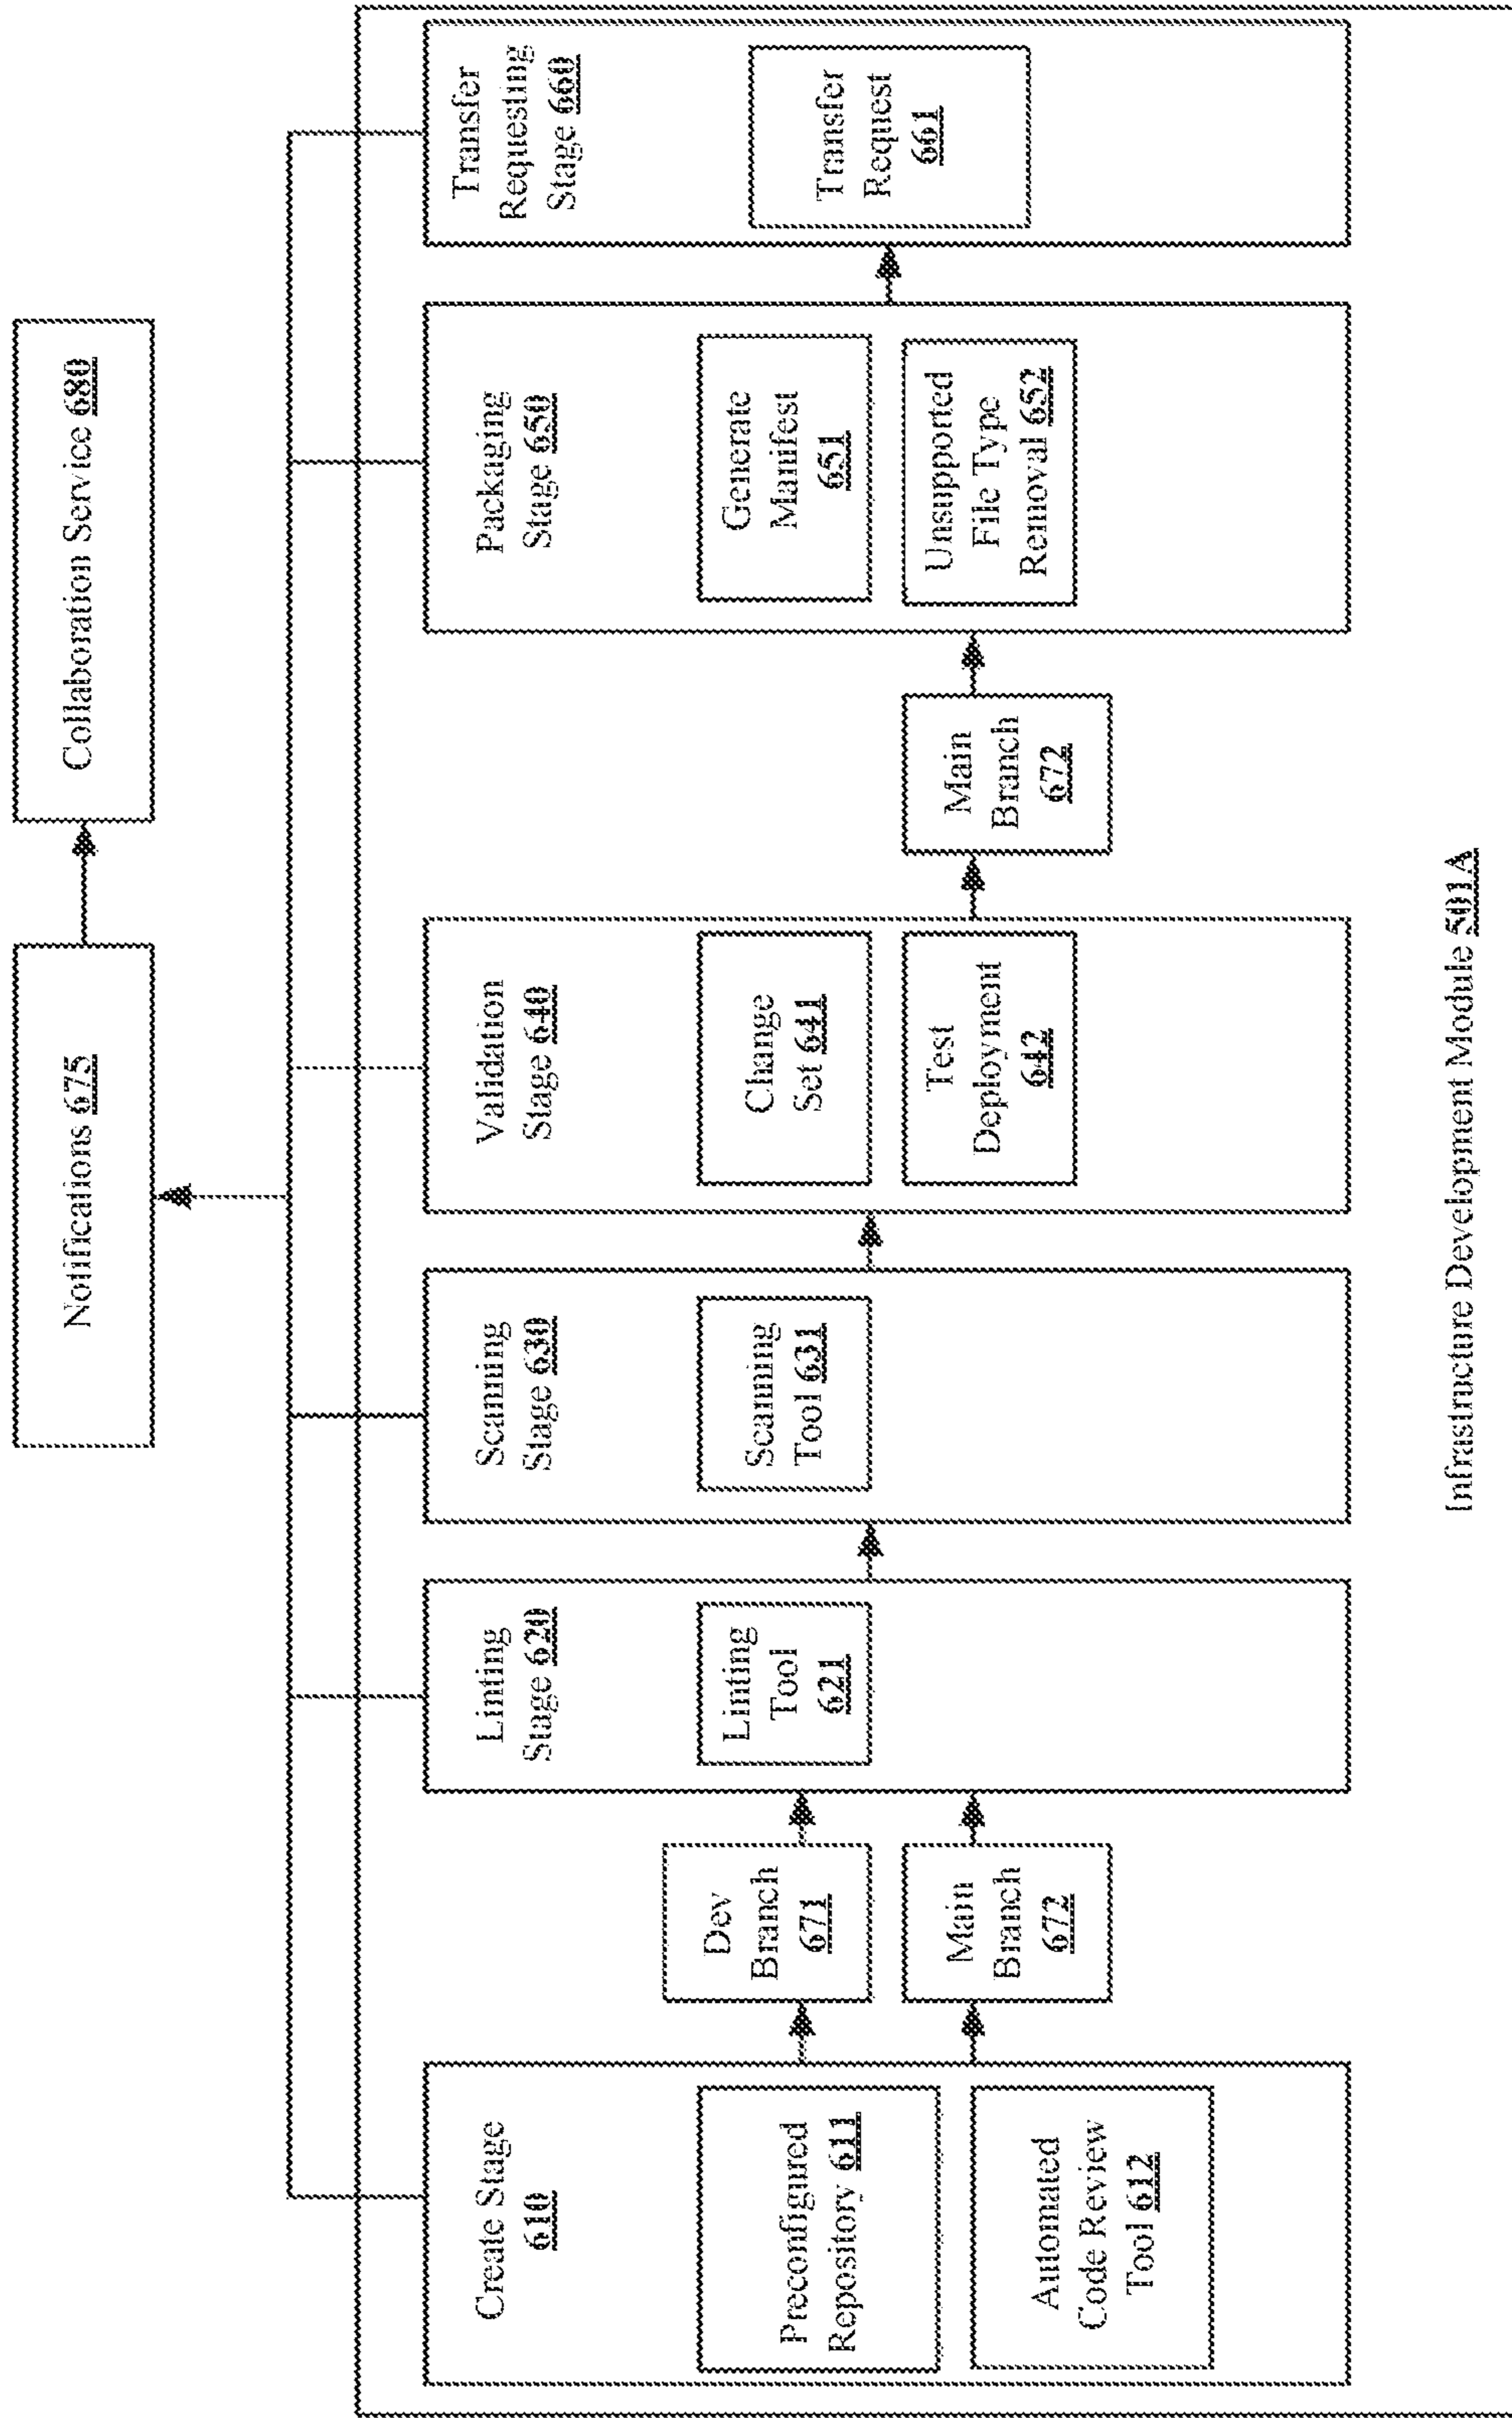 Notifications 675
Collaboration Service 680
Create Stage
610
Preconfigured
Repository 611
Automated
Code Review
Tool 612
Dev
Branch
671
Main
Branch
672
Linting
Stage 620
Linting
Tool
621
Scanning
Stage 630
Scanning
Tool 631
Validation
Stage 640
Change
Set 641
Test
Deployment
642
Main
Branch
672
Packaging
Stage 650
Generate
Manifest
651
Unsupported
File Type
Removal 652
Transfer
Requesting
Stage 660
Transfer
Request
661
Infrastructure Development Module 501A